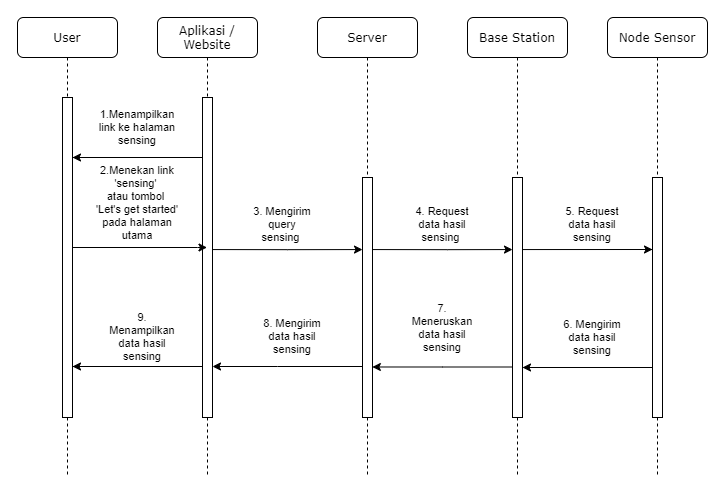 User
Aplikasi /
Website
Server
Base Station
Node Sensor
1.Menampilkan
link ke halaman
sensing
2.Menekan link
'sensing'
atau tombol
'Let's get started'
pada halaman
utama
3. Mengirim
query
sensing
4. Request
data hasil
sensing
5. Request
data hasil
sensing
6. Mengirim
data hasil
sensing
7.
Meneruskan
data hasil
sensing
8. Mengirim
data hasil
sensing
9.
Menampilkan
data hasil
sensing